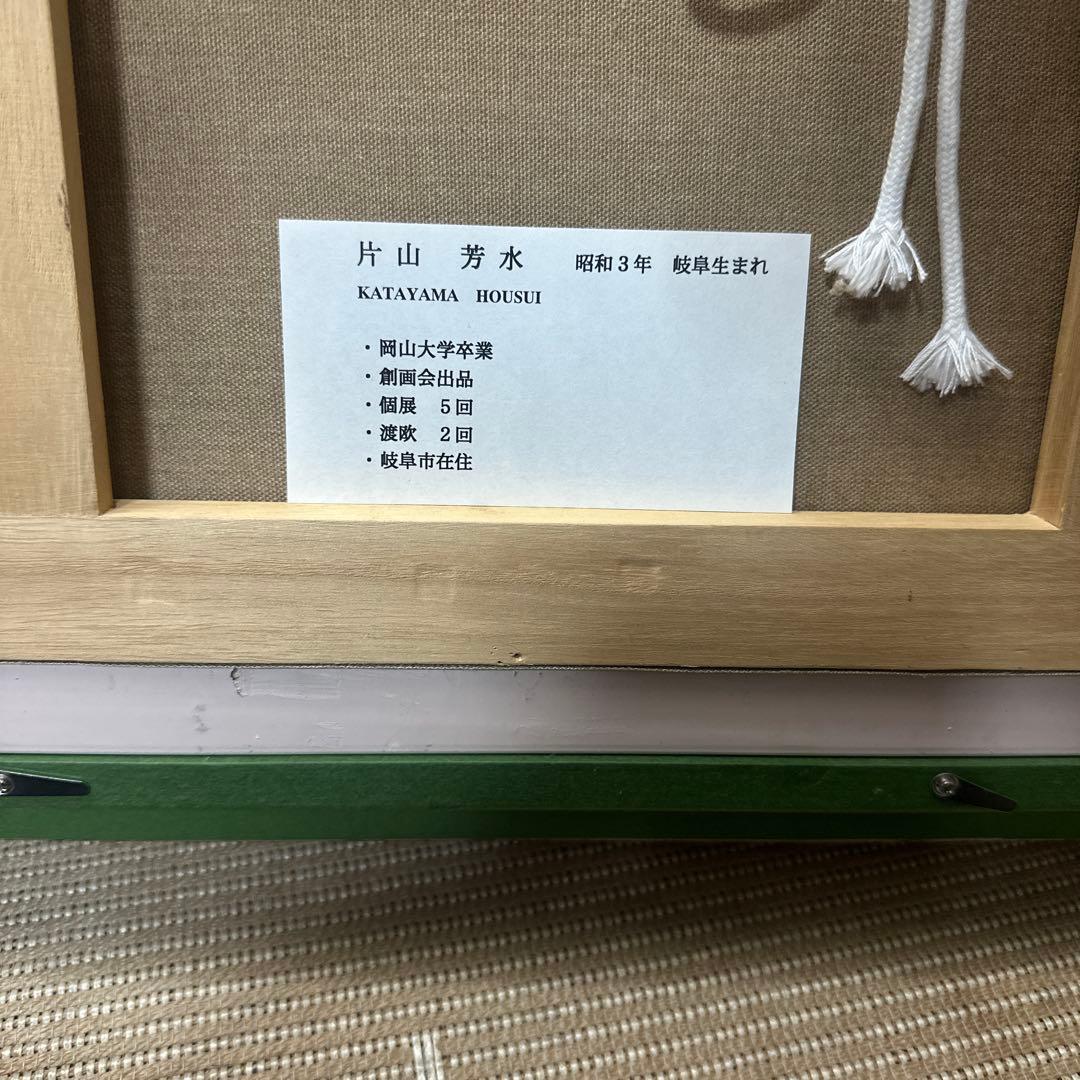 片山 芳水 昭和３年 岐阜生まれ
KATAYAMA HOUSUI
・岡山大学卒業
・創画会出品
・個展 ５回
・渡欧 ２回
・岐阜市在住